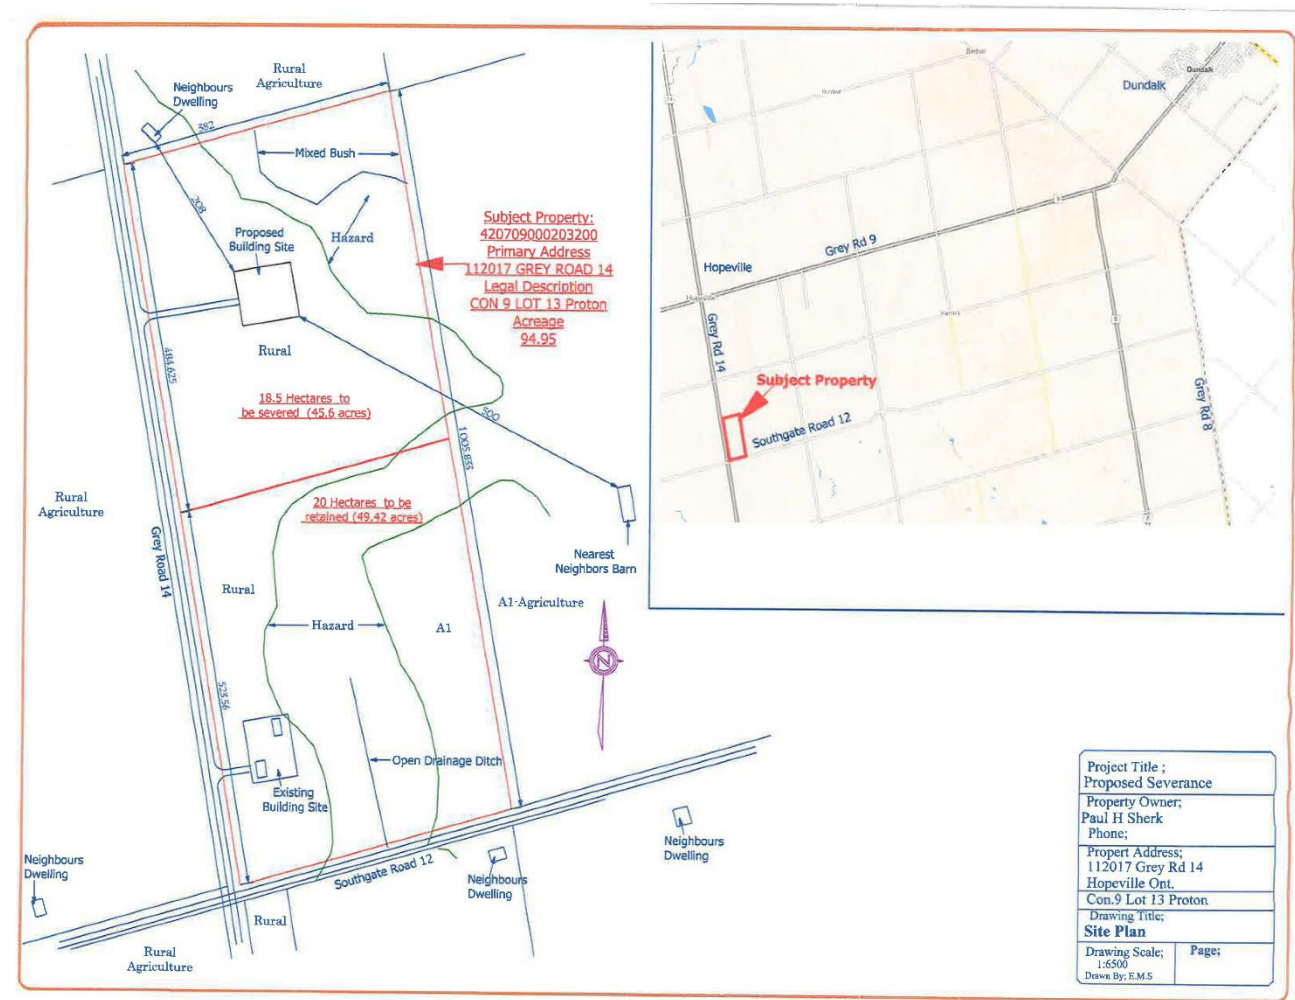 Rural
Agriculture
Neighbours
Dwelling
382
Mixed Bush
308
Proposed
Building Site
Hazard
Subject Property:
420709000203200
Primary Address
112017 GREY ROAD 14
Legal Description
CON 9 LOT 13 Proton
Acreage
94.95
Rural
484.625
18.5 Hectares to
be severed (45.6 acres)
500
1005.833
20 Hectares to be
retained (49.42 acres)
Rural
Agriculture
Grey Road 14
Nearest
Neighbors Barn
Rural
A1-Agriculture
Hazard
A1
N
523.56
Open Drainage Ditch
Existing
Building Site
Neighbours
Dwelling
Southgate Road 12
Neighbours
Dwelling
Neighbours
Dwelling
Rural
Rural
Agriculture
Bethel
Dundalk
Dundalk
Grey Rd 9
9
Hopeville
Hopeville
Ventry
Grey Rd 14
Subject Property
Southgate Road 12
Grey Rd 8
Project Title ;
Proposed Severance
Property Owner;
Paul H Sherk
Phone;
Propert Address;
112017 Grey Rd 14
Hopeville Ont.
Con.9 Lot 13 Proton
Drawing Title;
Site Plan
Drawing Scale;
1:6500
Drawn By; E.M.S
Page;